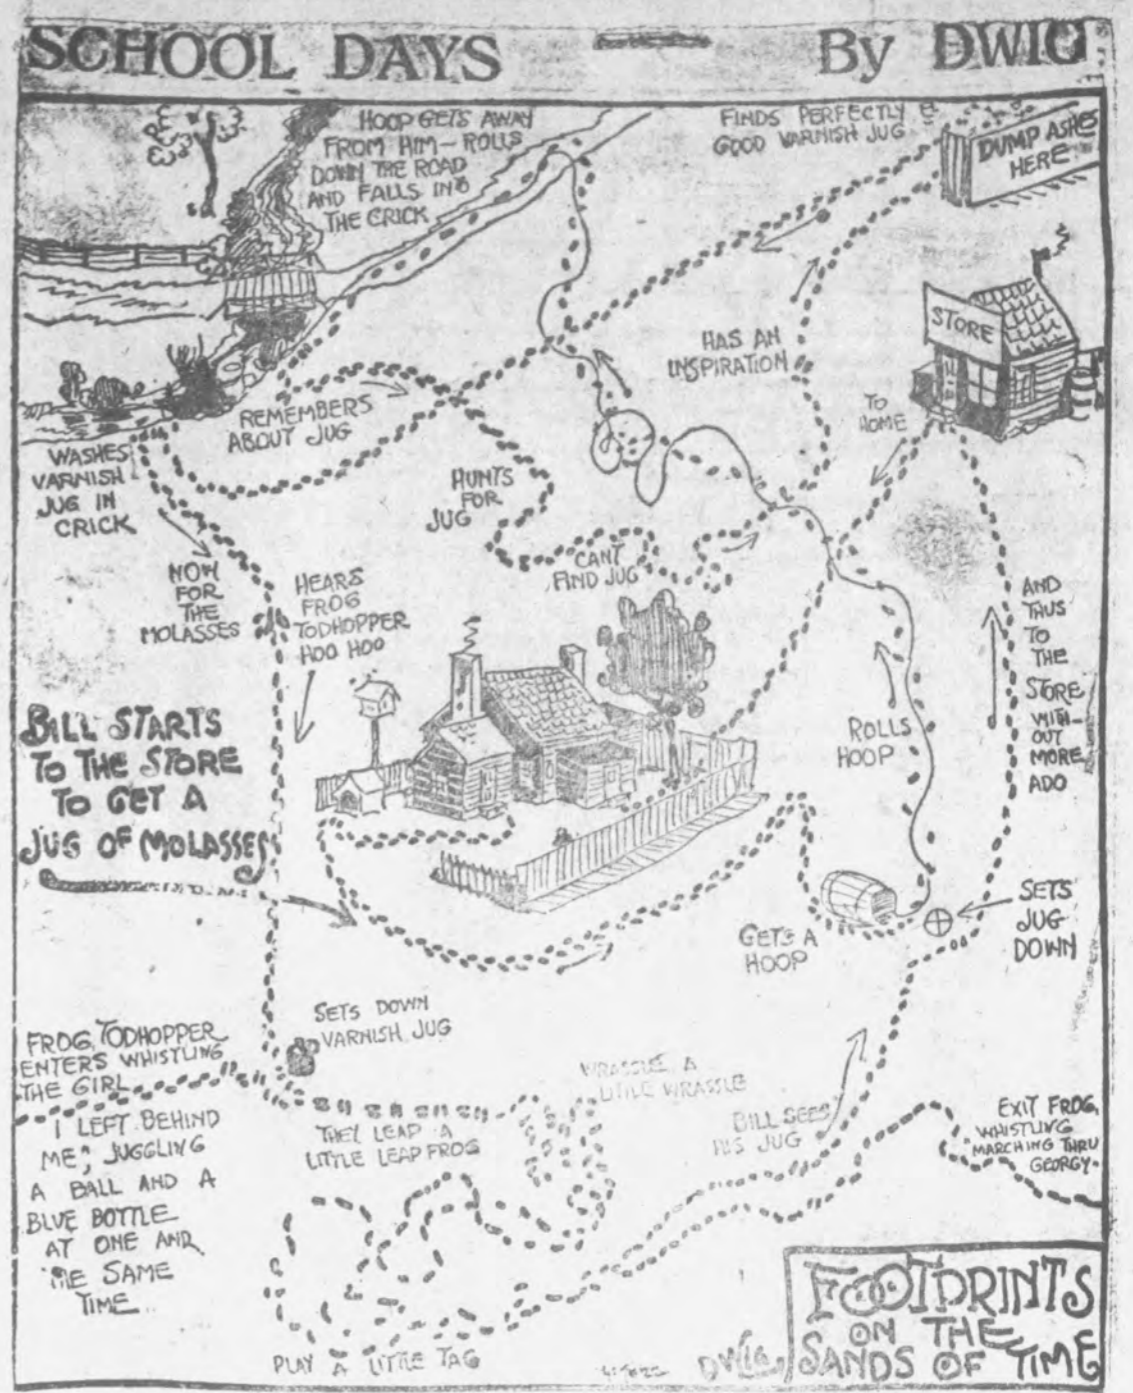 SCHOOL DAYS
By DWIG
HOOP GETS AWAY
FROM HIM — ROLLS
DOWN THE ROAD
AND FALLS INTO
THE CRICK
FINDS PERFECTLY
GOOD VARNISH JUG
DUMP ASHES
HERE
STORE
HAS AN
INSPIRATION
TO
HOME
REMEMBERS
ABOUT JUG
WASHES
VARNISH
JUG IN
CRICK
HUNTS
FOR
JUG
CANT
FIND JUG
NOW
FOR
THE
MOLASSES
HEARS
FROG
TODHOPPER
HOO HOO
AND
THUS
TO
THE
STORE
WITH-
OUT
MORE
ADO
BILL STARTS
TO THE STORE
TO GET A
JUG OF MOLASSES
ROLLS
HOOP
SETS
JUG
DOWN
GETS A
HOOP
SETS DOWN
VARNISH JUG
FROG TODHOPPER
ENTERS WHISTLING
THE GIRL
I LEFT BEHIND
ME, JUGGLING
A BALL AND A
BLUE BOTTLE
AT ONE AND
THE SAME
TIME..
THEY LEAP A
LITTLE LEAP FROG
WRASSLE A
LITTLE WRASSLE
BILL SEES
HIS JUG
EXIT FROG,
WHISTLING
"MARCHING THRU
GEORGY-
PLAY A LITTLE TAG
DWIG
FOOTPRINTS
ON THE
SANDS OF TIME